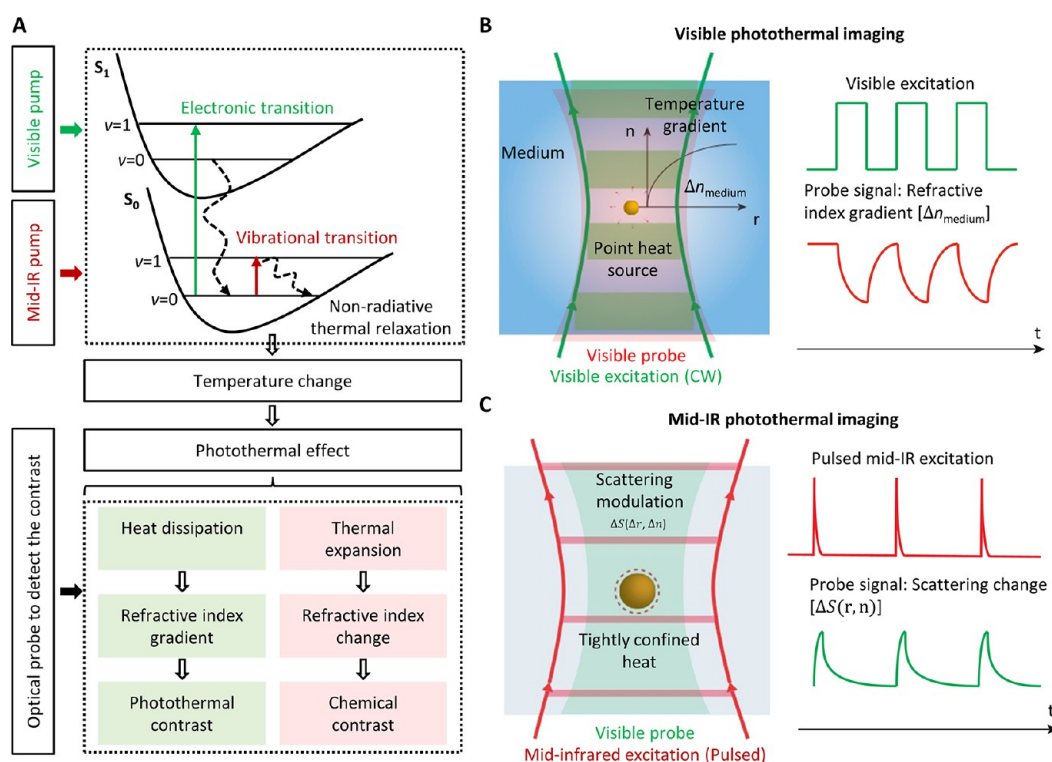 A
Visible pump
Mid-IR pump
Optical probe to detect the contrast
S1
Electronic transition
v=1
v=0
S0
Vibrational transition
v=1
v=0
Non-radiative
thermal relaxation
Temperature change
Photothermal effect
Heat dissipation
Refractive index
gradient
Photothermal
contrast
Thermal
expansion
Refractive index
change
Chemical
contrast
B
Visible photothermal imaging
Temperature
gradient
n
Medium
Δnmedium
r
Point heat
source
Visible probe
Visible excitation (CW)
Visible excitation
Probe signal: Refractive
index gradient [Δnmedium]
t
C
Mid-IR photothermal imaging
Scattering
modulation
ΔS(Δr, Δn)
Tightly confined
heat
Visible probe
Mid-infrared excitation (Pulsed)
Pulsed mid-IR excitation
Probe signal: Scattering change
[ΔS(r, n)]
t